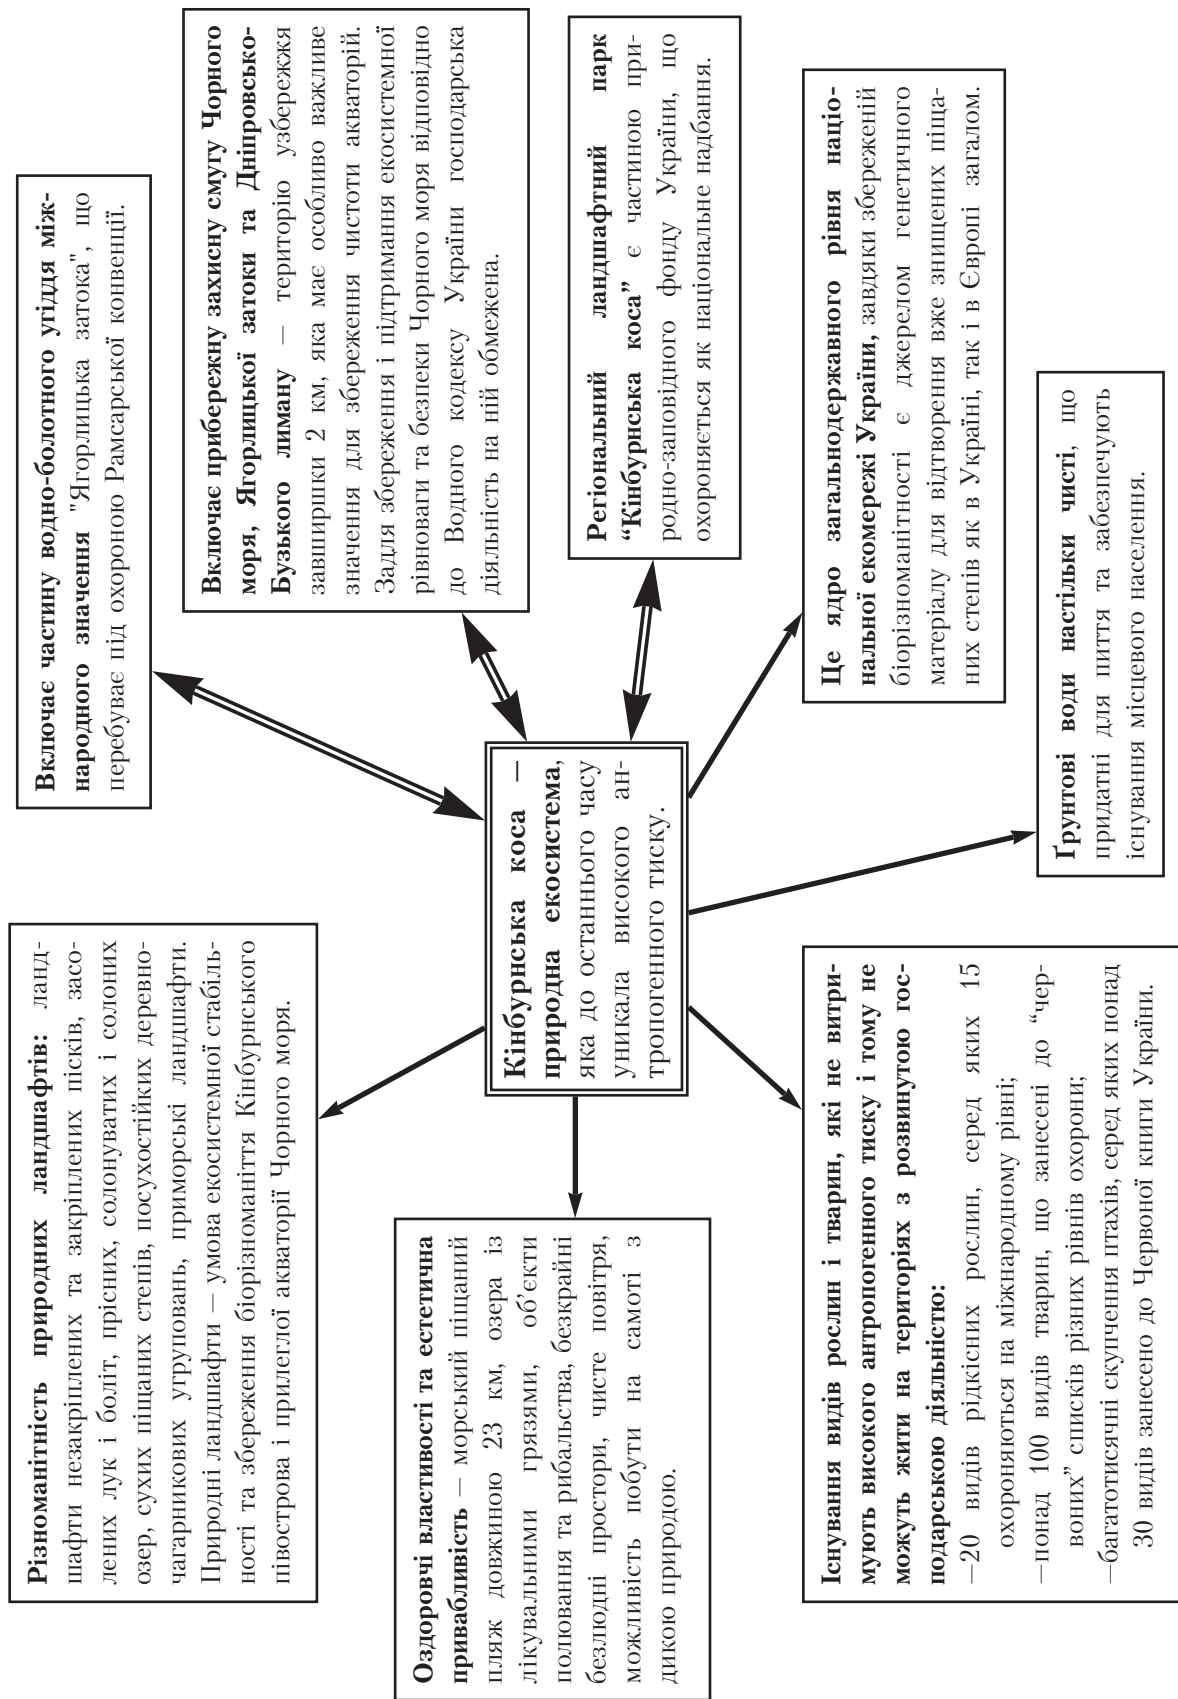 Різноманітність природних ландшафтів: ланд-
шафти незакріплених та закріплених пісків, засо-
лених лук і боліт, прісних, солонуватих і солоних
озер, сухих піщаних степів, посухостійких деревно-
чагарникових угруповань, приморські ландшафти.
Природні ландшафти — умова екосистемної стабіль-
ності та збереження біорізноманіття Кінбурнського
півострова і прилеглої акваторії Чорного моря.
Включає частину водно-болотного угіддя між-
народного значення "Ягорлицька затока", що
перебуває під охороною Рамсарської конвенції.
Включає прибережну захисну смугу Чорного
моря, Ягорлицької затоки та Дніпровсько-
Бузького лиману — територію узбережжя
завширшки 2 км, яка має особливо важливе
значення для збереження чистоти акваторій.
Задля збереження і підтримання екосистемної
рівноваги та безпеки Чорного моря відповідно
до Водного кодексу України господарська
діяльність на ній обмежена.
Оздоровчі властивості та естетична
привабливість — морський піщаний
пляж довжиною 23 км, озера із
лікувальними грязями, об’єкти
полювання та рибальства, безкрайні
безлюдні простори, чисте повітря,
можливість побути на самоті з
дикою природою.
Кінбурнська коса —
природна екосистема,
яка до останнього часу
уникала високого ан-
тропогенного тиску.
Регіональний ландшафтний парк
“Кінбурнська коса” є частиною при-
родно-заповідного фонду України, що
охороняється як національне надбання.
Існування видів рослин і тварин, які не витри-
мують високого антропогенного тиску і тому не
можуть жити на територіях з розвинутою гос-
подарською діяльністю:
—20 видів рідкісних рослин, серед яких 15
охороняються на міжнародному рівні;
—понад 100 видів тварин, що занесені до “чер-
воних” списків різних рівнів охорони;
—багатотисячні скупчення птахів, серед яких понад
30 видів занесено до Червоної книги України.
Це ядро загальнодержавного рівня націо-
нальної екомережі України, завдяки збереженій
біорізноманітності є джерелом генетичного
матеріалу для відтворення вже знищених піща-
них степів як в Україні, так і в Європі загалом.
Ґрунтові води настільки чисті, що
придатні для пиття та забезпечують
існування місцевого населення.